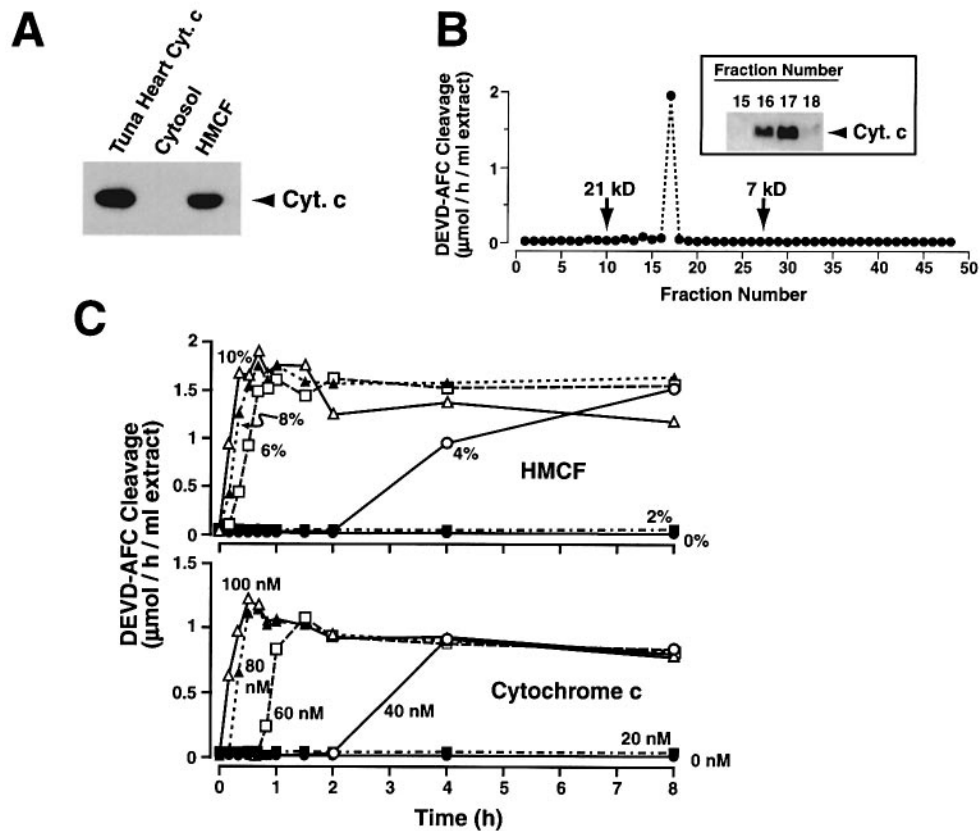 A
Tuna Heart Cyt. c
Cytosol
HMCF
Cyt. c
B
DEVD-AFC Cleavage
(µmol / h / ml extract)
2
1
0
21 kD
7 kD
Fraction Number
15 16 17 18
Cyt. c
0 5 10 15 20 25 30 35 40 45 50
Fraction Number
C
DEVD-AFC Cleavage
(µmol / h / ml extract)
2
1.5
1
0.5
0
10%
8%
6%
4%
HMCF
2%
0%
1.5
1
0.5
0
100 nM
80
nM
60 nM
40 nM
Cytochrome c
20 nM
0 nM
0 1 2 3 4 5 6 7 8
Time (h)